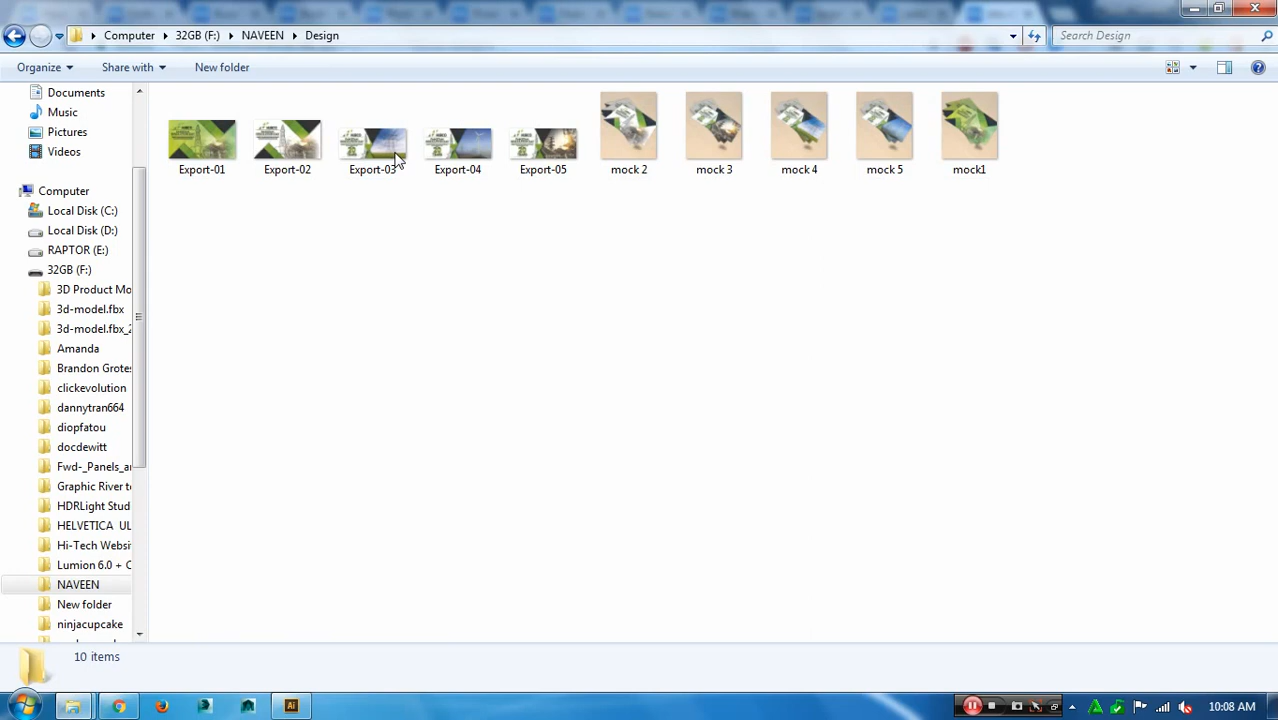 Computer
32GB (F:)
NAVEEN
Design
Search Design
Organize
Share with
New folder
Documents
Music
Pictures
Videos
Computer
Local Disk (C:)
Local Disk (D:)
RAPTOR (E:)
32GB (F:)
3D Product Mo
3d-model.fbx
3d-model.fbx_2
Amanda
Brandon Grotes
clickevolution
dannytran664
diopfatou
docdewitt
Fwd-_Panels_a
Graphic River t
HDRLight Stud
HELVETICA UL
Hi-Tech Websi
Lumion 6.0 + C
NAVEEN
New folder
ninjacupcake
Export-01
Export-02
Export-03
Export-04
Export-05
mock 2
mock 3
mock 4
mock 5
mock1
10 items
Ai
10:08 AM